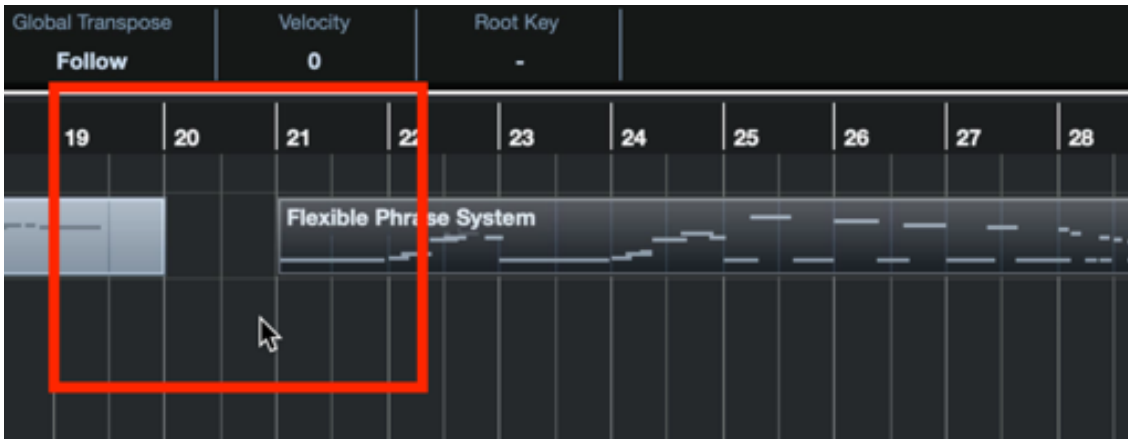 Global Transpose Velocity Root Key
Follow 0 -
19 20 21 22 23 24 25 26 27 28
Flexible Phrase System